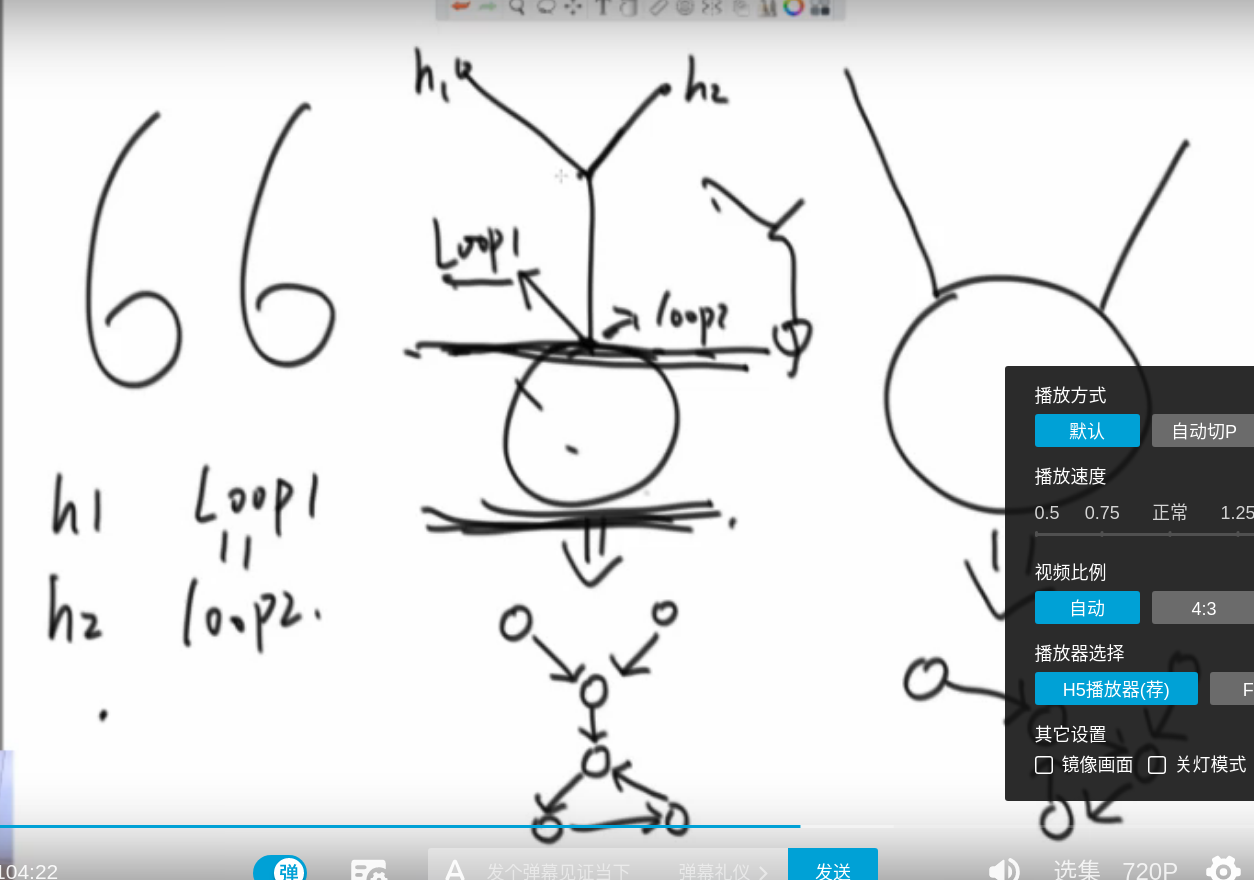 T
h1
h2
66
Loop1
loop2
h1 Loop1
h2 loop2.
播放方式
默认 自动切P
播放速度
0.5 0.75 正常 1.25
视频比例
自动 4:3
播放器选择
H5播放器(荐) F
其它设置
镜像画面 关灯模式
104:22 弹 A 发个弹幕见证当下 弹幕礼仪 > 发送 选集 720P